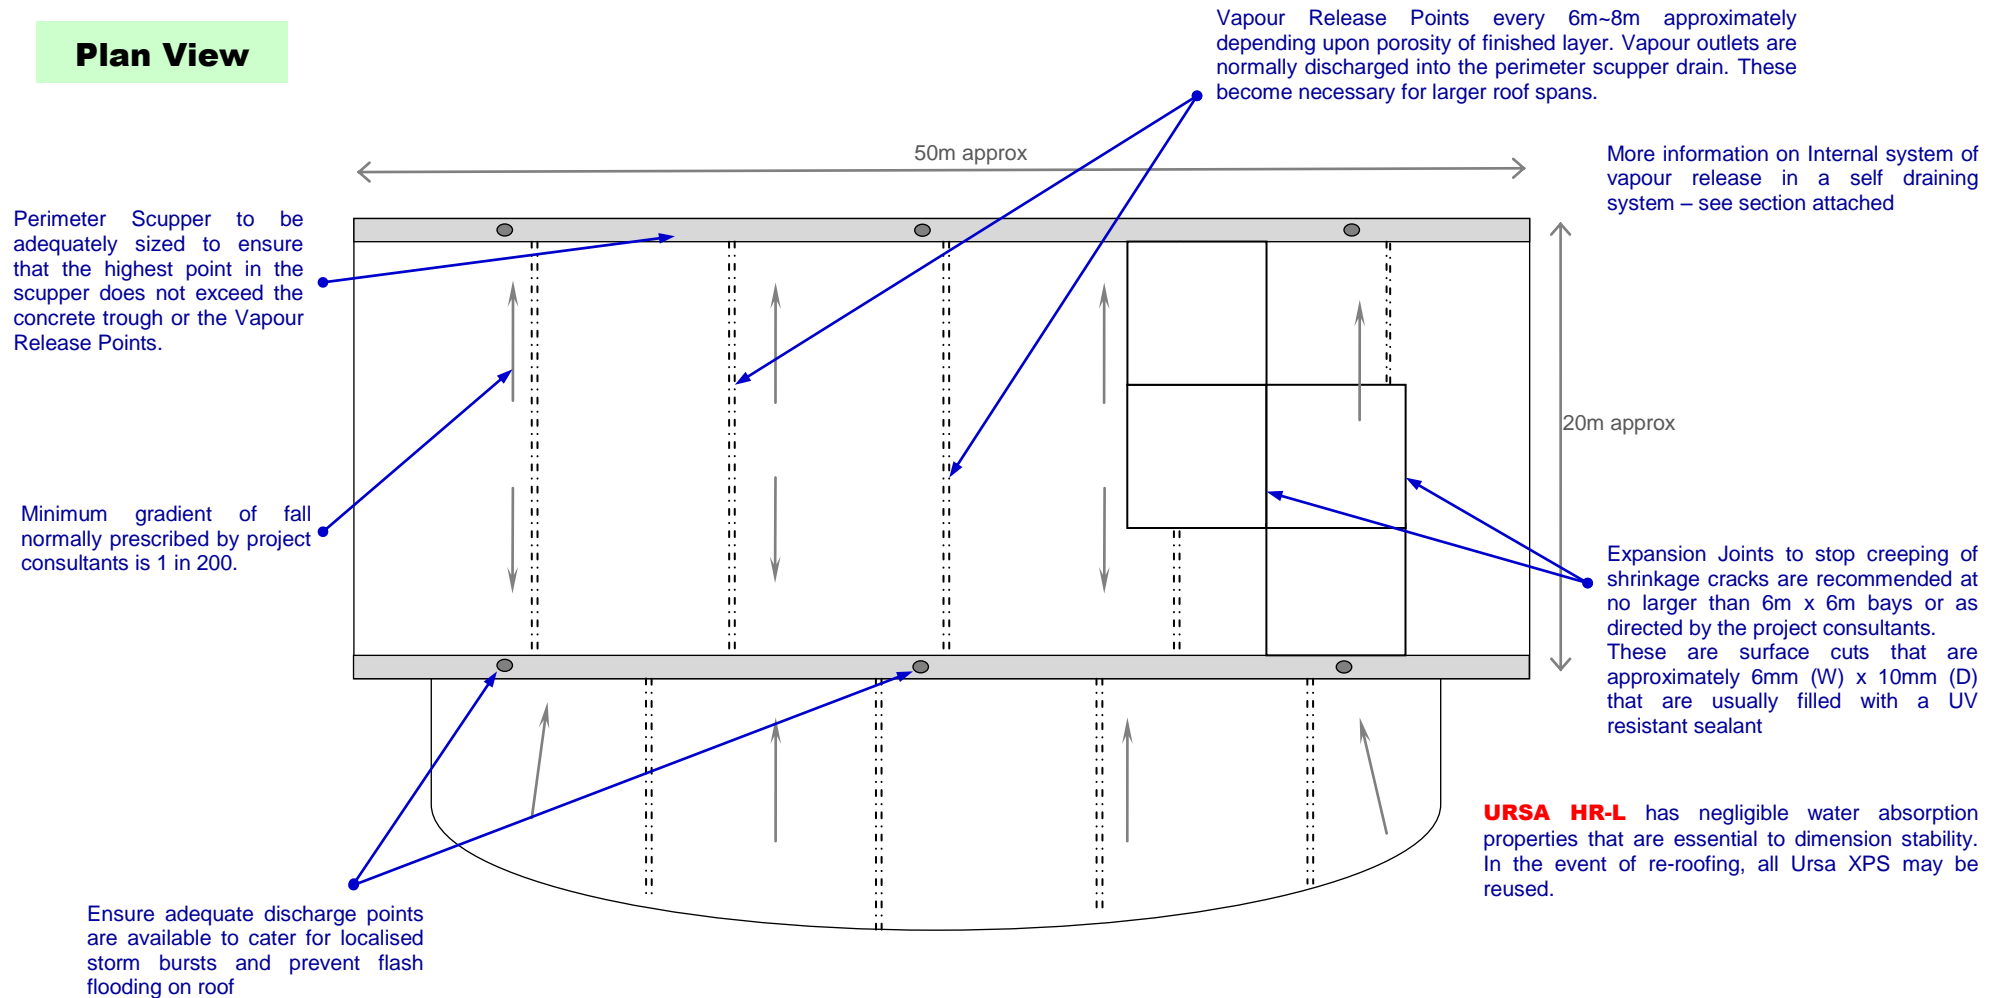 Plan View
Vapour Release Points every 6m~8m approximately
depending upon porosity of finished layer. Vapour outlets are
normally discharged into the perimeter scupper drain. These
become necessary for larger roof spans.
50m approx
More information on Internal system of
vapour release in a self draining
system – see section attached
Perimeter Scupper to be
adequately sized to ensure
that the highest point in the
scupper does not exceed the
concrete trough or the Vapour
Release Points.
20m approx
Minimum gradient of fall
normally prescribed by project
consultants is 1 in 200.
Expansion Joints to stop creeping of
shrinkage cracks are recommended at
no larger than 6m x 6m bays or as
directed by the project consultants.
These are surface cuts that are
approximately 6mm (W) x 10mm (D)
that are usually filled with a UV
resistant sealant
URSA HR-L has negligible water absorption
properties that are essential to dimension stability.
In the event of re-roofing, all Ursa XPS may be
reused.
Ensure adequate discharge points
are available to cater for localised
storm bursts and prevent flash
flooding on roof